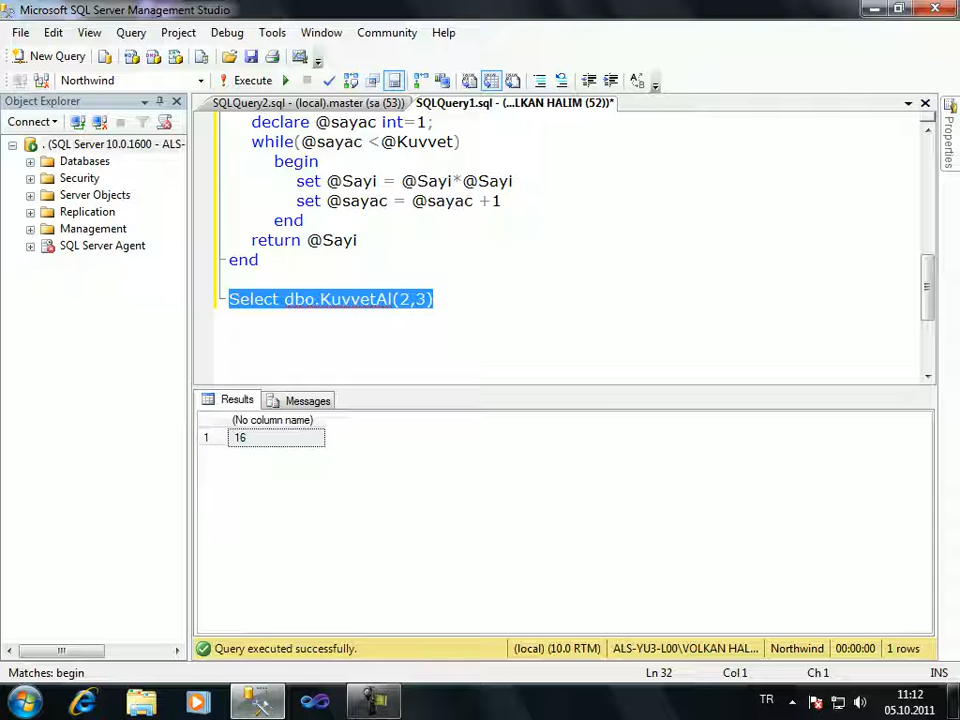 Microsoft SQL Server Management Studio
File Edit View Query Project Debug Tools Window Community Help
New Query
Northwind Execute
Object Explorer
SQLQuery2.sql - (local).master (sa (53)) SQLQuery1.sql - (...LKAN HALIM (52))*
Connect
. (SQL Server 10.0.1600 - ALS-
Databases
Security
Server Objects
Replication
Management
SQL Server Agent
declare @sayac int=1;
while(@sayac <@Kuvvet)
begin
set @Sayi = @Sayi*@Sayi
set @sayac = @sayac +1
end
return @Sayi
end
Select dbo.KuvvetAl(2,3)
Properties
Results Messages
(No column name)
1 16
Query executed successfully. (local) (10.0 RTM) ALS-YU3-L00\VOLKAN HAL... Northwind 00:00:00 1 rows
Matches: begin Ln 32 Col 1 Ch 1 INS
TR 11:12
05.10.2011